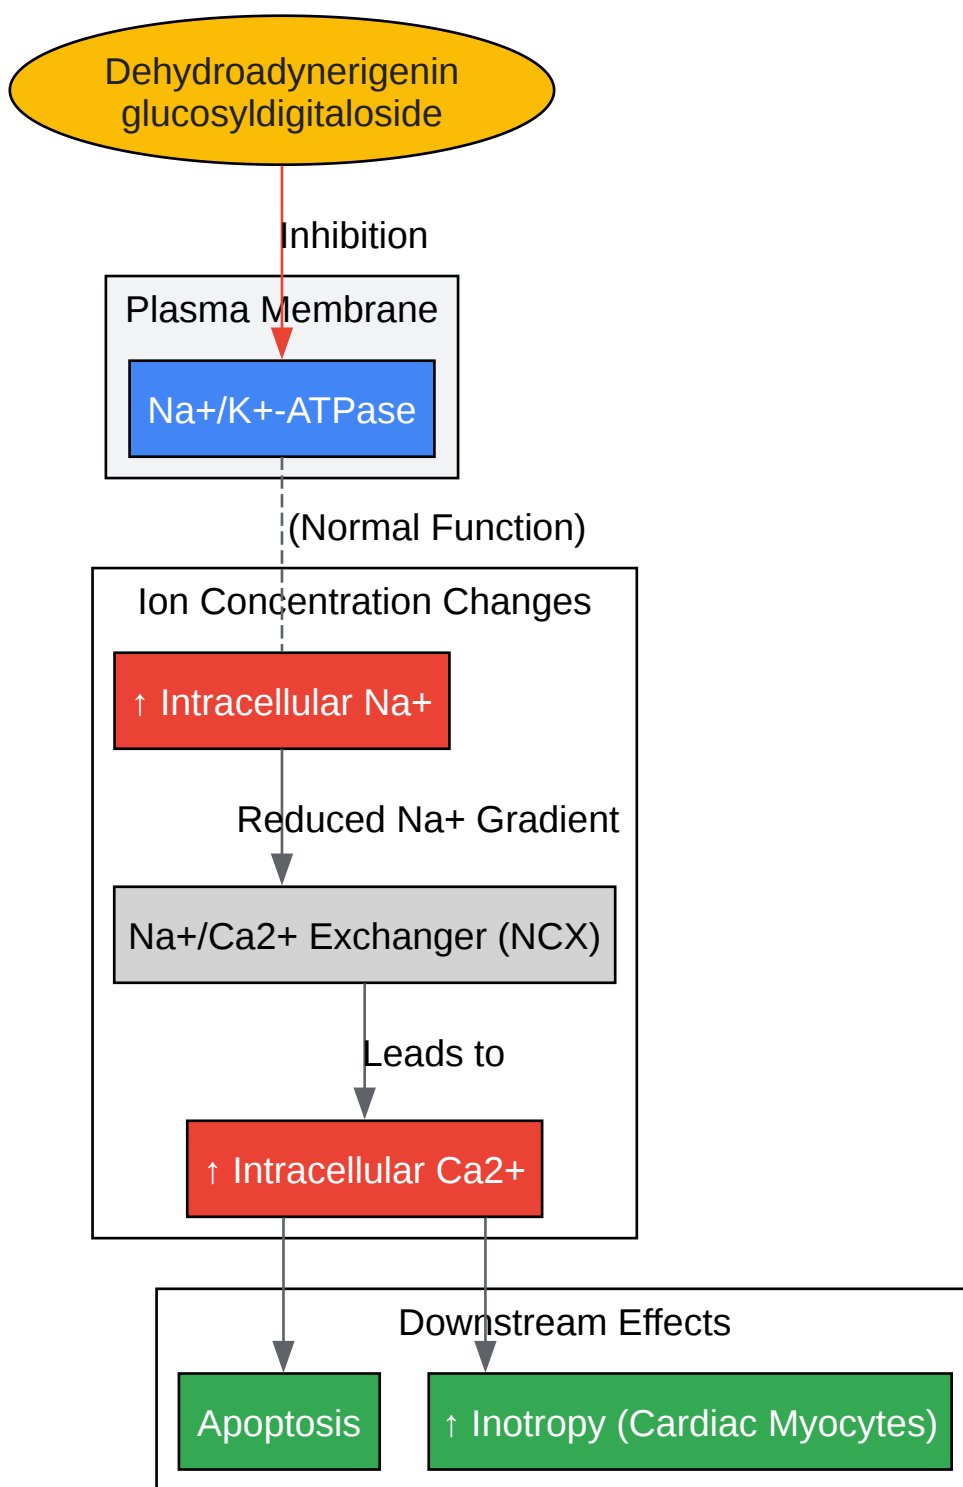 Dehydroadynerigenin
glucosyldigitaloside
Inhibition
Plasma Membrane
Na+/K+-ATPase
(Normal Function)
Ion Concentration Changes
↑ Intracellular Na+
Reduced Na+ Gradient
Na+/Ca2+ Exchanger (NCX)
Leads to
↑ Intracellular Ca2+
Downstream Effects
Apoptosis
↑ Inotropy (Cardiac Myocytes)